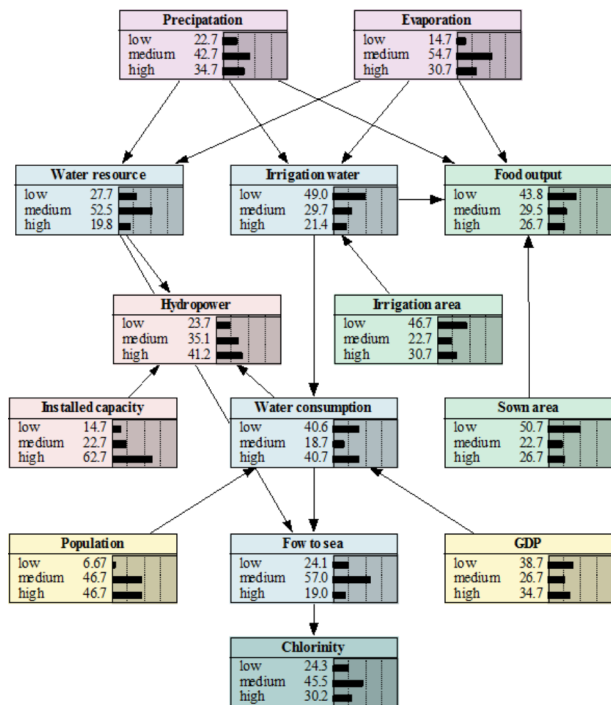 Precipatation
low 22.7
medium 42.7
high 34.7
Evaporation
low 14.7
medium 54.7
high 30.7
Water resource
low 27.7
medium 52.5
high 19.8
Irrigation water
low 49.0
medium 29.7
high 21.4
Food output
low 43.8
medium 29.5
high 26.7
Hydropower
low 23.7
medium 35.1
high 41.2
Irrigation area
low 46.7
medium 22.7
high 30.7
Installed capacity
low 14.7
medium 22.7
high 62.7
Water consumption
low 40.6
medium 18.7
high 40.7
Sown area
low 50.7
medium 22.7
high 26.7
Population
low 6.67
medium 46.7
high 46.7
Fow to sea
low 24.1
medium 57.0
high 19.0
GDP
low 38.7
medium 26.7
high 34.7
Chlorinity
low 24.3
medium 45.5
high 30.2